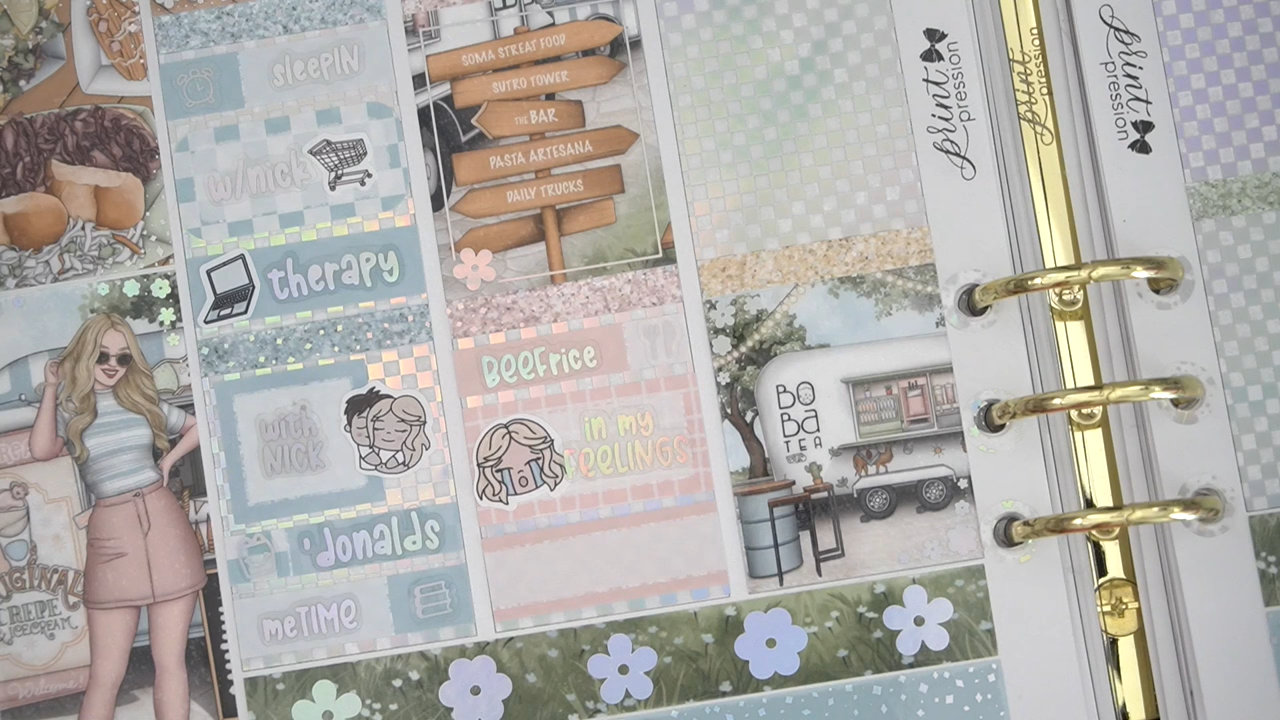 sleepIN
w/nick
therapy
with
NICK
'donalds
meTIME
SOMA STREAT FOOD
SUTRO TOWER
THE BAR
PASTA ARTESANA
DAILY TRUCKS
BEEFrice
in my
FEELINGS
BO
BA
TEA
print
pression
print
pression
print
pression
ORIGINAL
CREPE
ICECREAM
Welcome!